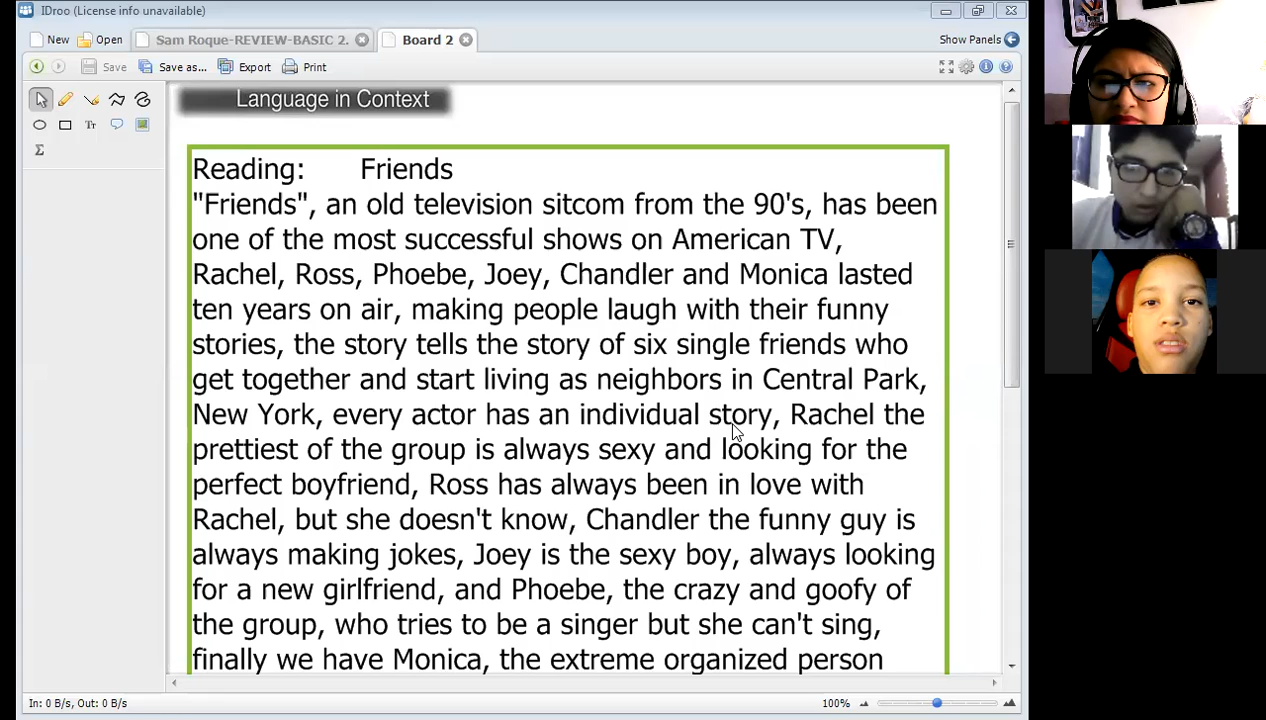 IDroo (License info unavailable)
New Open Sam Roque-REVIEW-BASIC 2. Board 2 Show Panels
Save Save as... Export Print
Tт
Σ
Language in Context
Reading: Friends
"Friends", an old television sitcom from the 90's, has been
one of the most successful shows on American TV,
Rachel, Ross, Phoebe, Joey, Chandler and Monica lasted
ten years on air, making people laugh with their funny
stories, the story tells the story of six single friends who
get together and start living as neighbors in Central Park,
New York, every actor has an individual story, Rachel the
prettiest of the group is always sexy and looking for the
perfect boyfriend, Ross has always been in love with
Rachel, but she doesn't know, Chandler the funny guy is
always making jokes, Joey is the sexy boy, always looking
for a new girlfriend, and Phoebe, the crazy and goofy of
the group, who tries to be a singer but she can't sing,
finally we have Monica, the extreme organized person
In: 0 B/s, Out: 0 B/s 100%